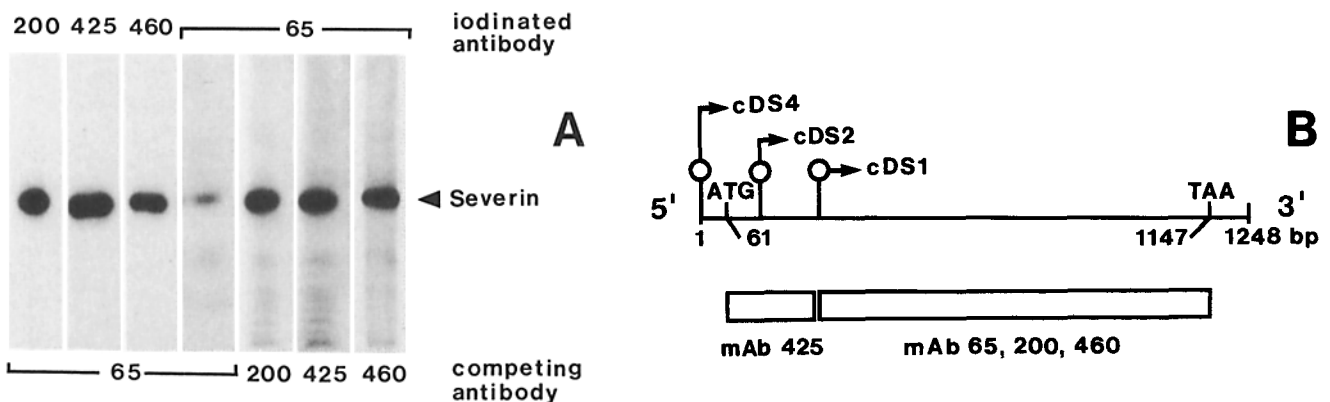 200 425 460 65 iodinated
antibody
A
Severin
65 200 425 460 competing
antibody
B
cDS4
cDS2
cDS1
ATG TAA
5' 3'
1 61 1147 1248 bp
mAb 425 mAb 65, 200, 460